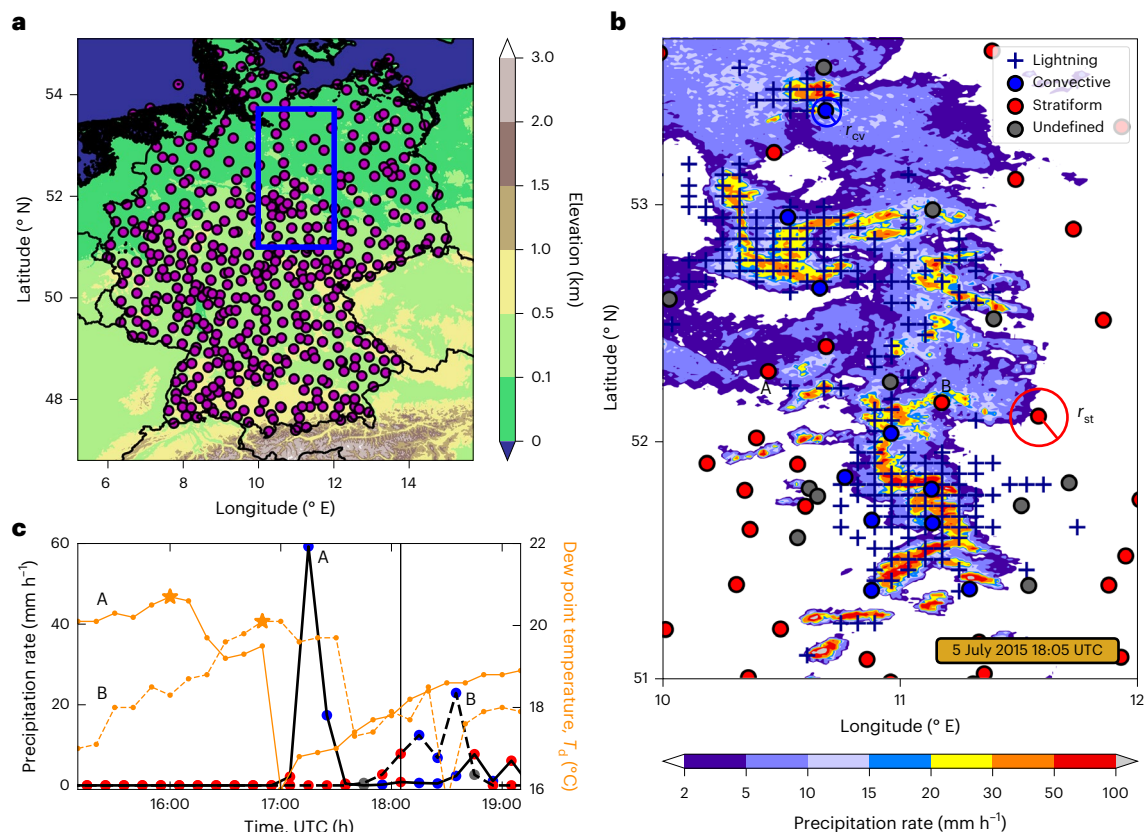 a
54
52
50
48
6
8
10
12
14
Latitude (° N)
Longitude (° E)
3.0
2.0
1.5
1.0
0.5
0.1
0
Elevation (km)
b
Lightning
Convective
Stratiform
Undefined
r_cv
r_st
A
B
53
52
51
10
11
12
Latitude (° N)
Longitude (° E)
5 July 2015 18:05 UTC
2
5
10
15
20
30
50
100
Precipitation rate (mm h⁻¹)
c
60
40
20
0
22
20
18
16
A
A
B
B
16:00
17:00
18:00
19:00
Precipitation rate (mm h⁻¹)
Dew point temperature, T_d (°C)
Time, UTC (h)